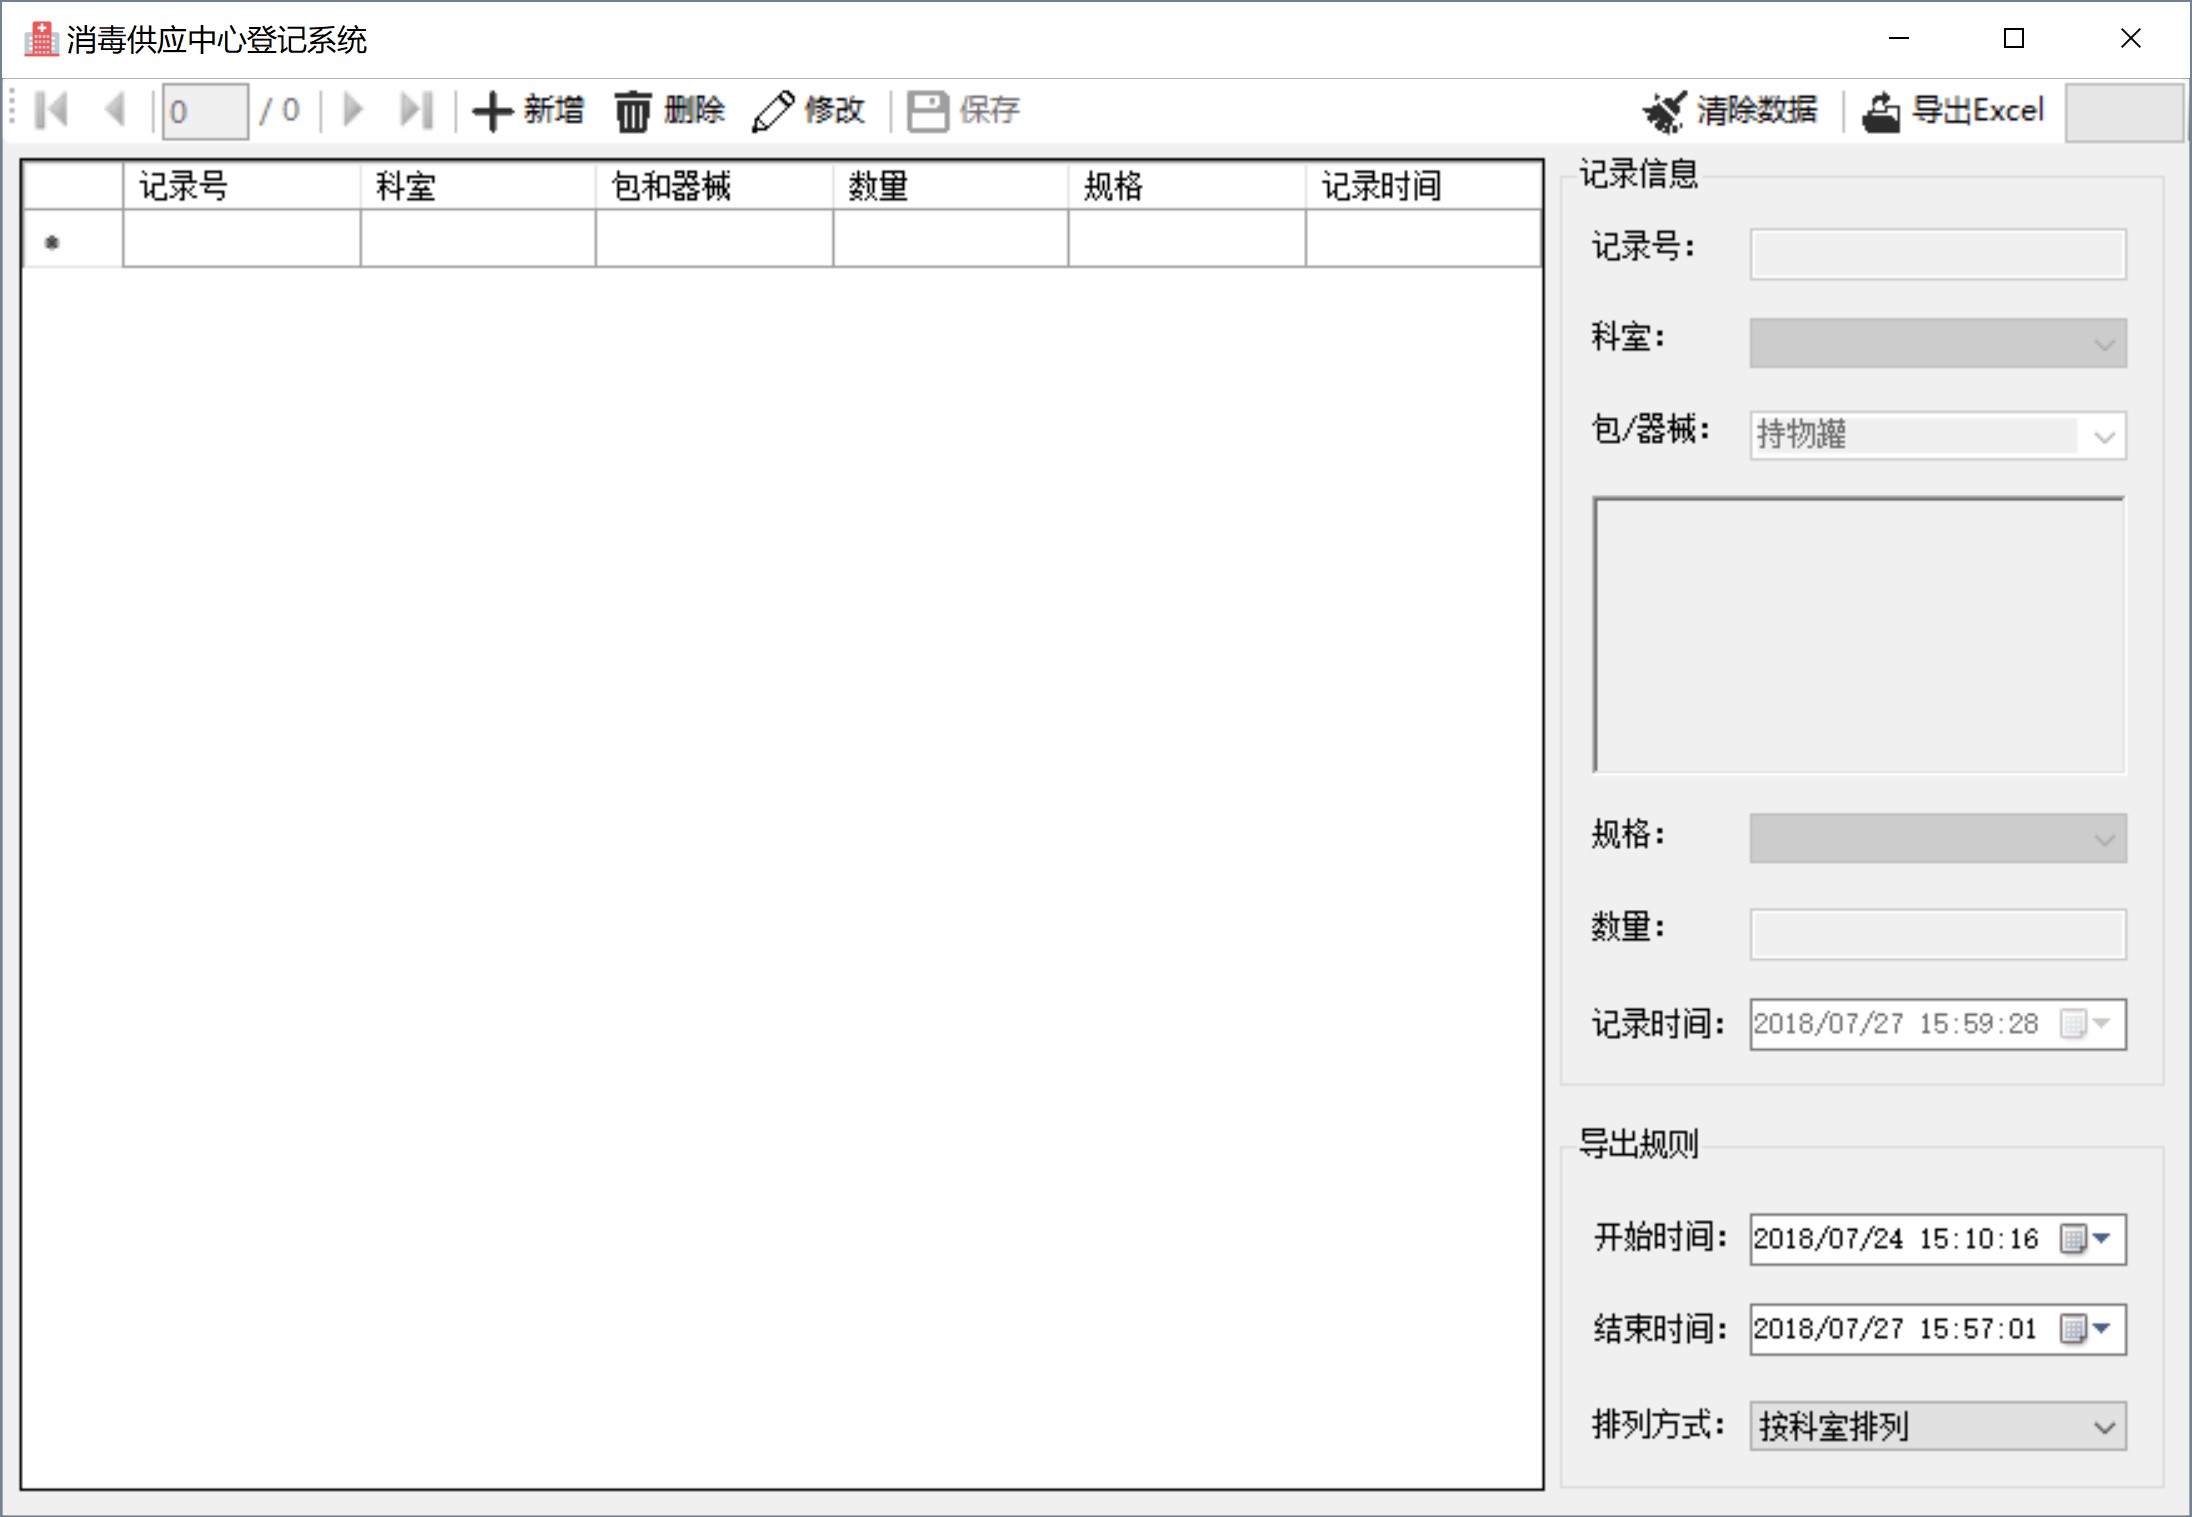 消毒供应中心登记系统
0 / 0 新增 删除 修改 保存 清除数据 导出Excel
记录号 科室 包和器械 数量 规格 记录时间
记录信息
记录号：
科室：
包/器械： 持物罐
规格：
数量：
记录时间： 2018/07/27 15:59:28
导出规则
开始时间： 2018/07/24 15:10:16
结束时间： 2018/07/27 15:57:01
排列方式： 按科室排列